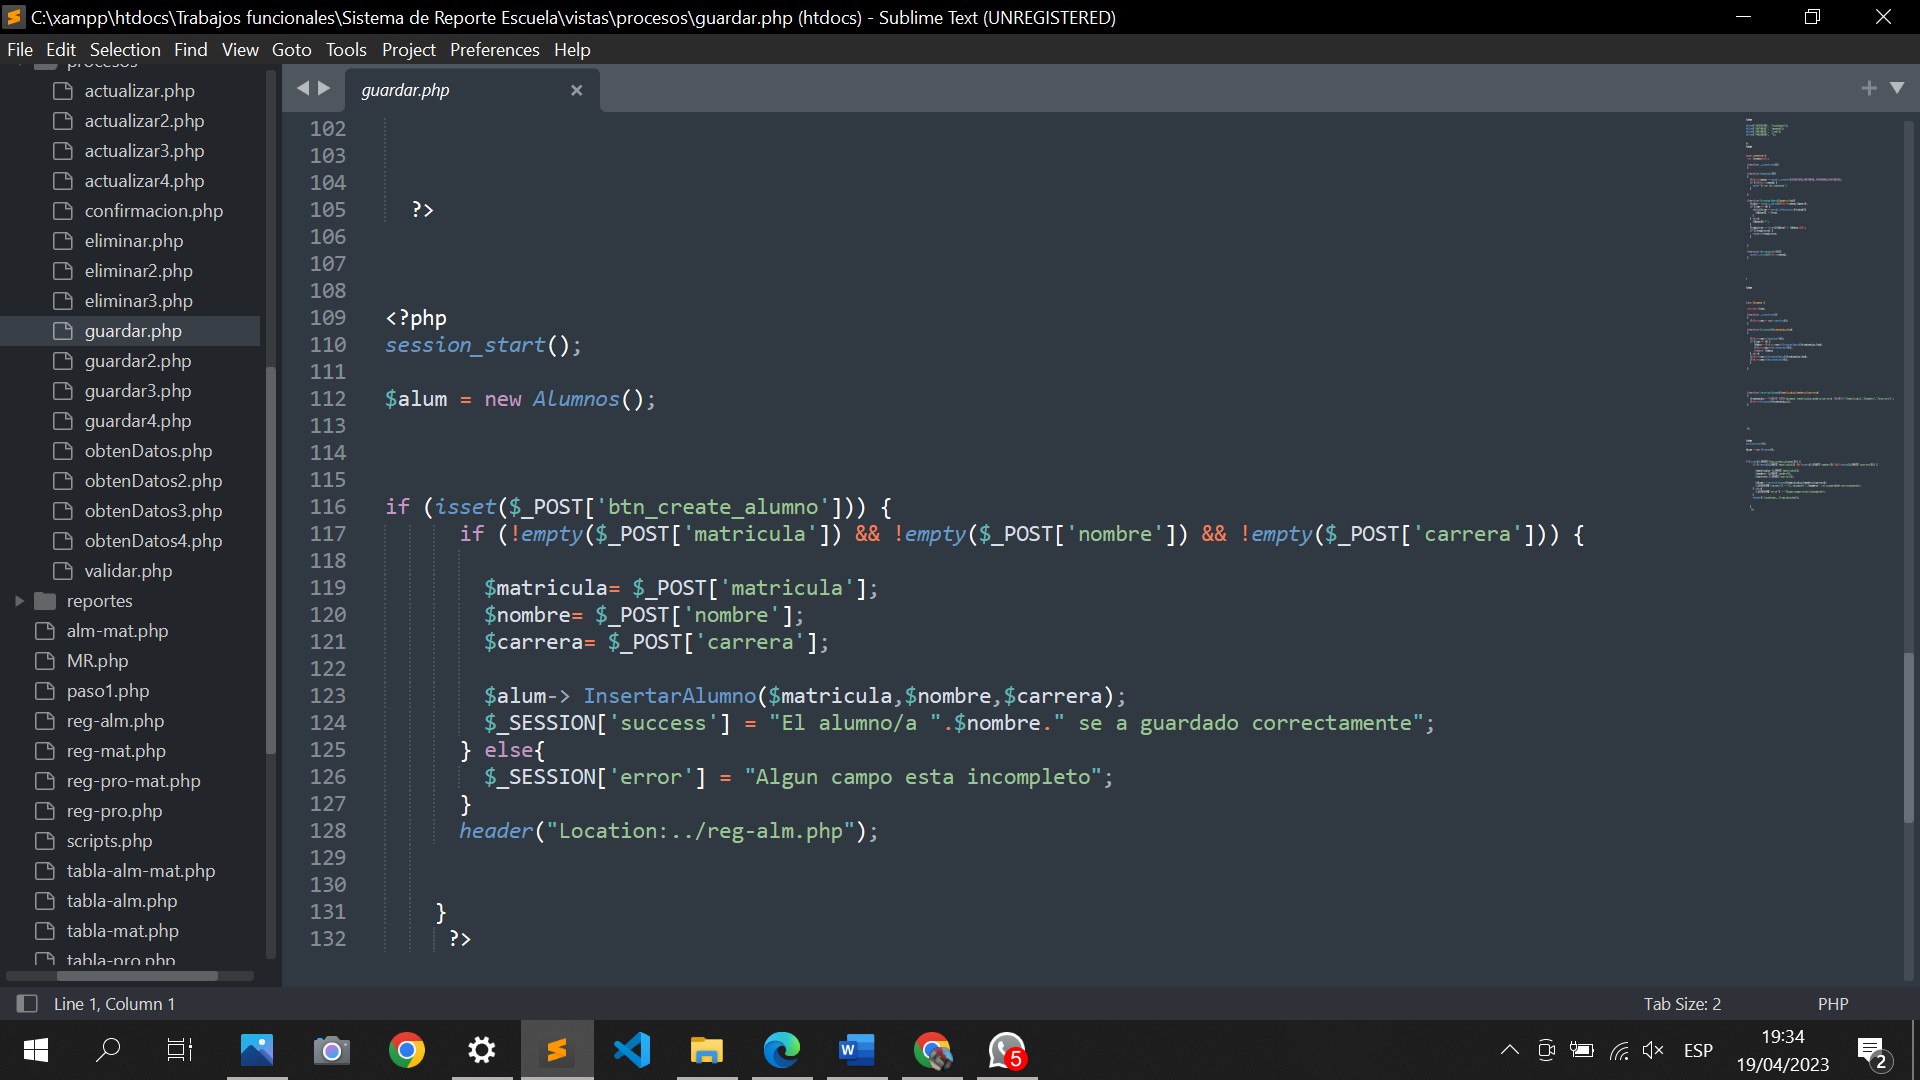 C:\xampp\htdocs\Trabajos funcionales\Sistema de Reporte Escuela\vistas\procesos\guardar.php (htdocs) - Sublime Text (UNREGISTERED)
File Edit Selection Find View Goto Tools Project Preferences Help
procesos
actualizar.php
actualizar2.php
actualizar3.php
actualizar4.php
confirmacion.php
eliminar.php
eliminar2.php
eliminar3.php
guardar.php
guardar2.php
guardar3.php
guardar4.php
obtenDatos.php
obtenDatos2.php
obtenDatos3.php
obtenDatos4.php
validar.php
reportes
alm-mat.php
MR.php
paso1.php
reg-alm.php
reg-mat.php
reg-pro-mat.php
reg-pro.php
scripts.php
tabla-alm-mat.php
tabla-alm.php
tabla-mat.php
tabla-pro.php
guardar.php
102
103
104
105 ?>
106
107
108
109 <?php
110 session_start();
111
112 $alum = new Alumnos();
113
114
115
116 if (isset($_POST['btn_create_alumno'])) {
117 if (!empty($_POST['matricula']) && !empty($_POST['nombre']) && !empty($_POST['carrera'])) {
118
119 $matricula= $_POST['matricula'];
120 $nombre= $_POST['nombre'];
121 $carrera= $_POST['carrera'];
122
123 $alum-> InsertarAlumno($matricula,$nombre,$carrera);
124 $_SESSION['success'] = "El alumno/a ".$nombre." se a guardado correctamente";
125 } else{
126 $_SESSION['error'] = "Algun campo esta incompleto";
127 }
128 header("Location:../reg-alm.php");
129
130
131 }
132 ?>
Line 1, Column 1
Tab Size: 2
PHP
5
ESP
19:34
19/04/2023
2